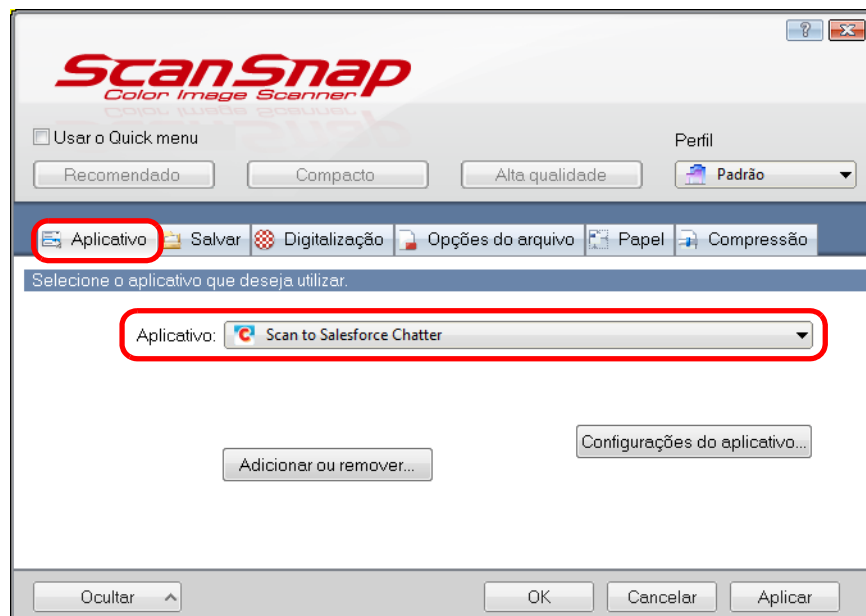 ScanSnap
Color Image Scanner
Usar o Quick menu
Perfil
Recomendado Compacto Alta qualidade Padrão
Aplicativo Salvar Digitalização Opções do arquivo Papel Compressão
Selecione o aplicativo que deseja utilizar.
Aplicativo: C Scan to Salesforce Chatter
Configurações do aplicativo...
Adicionar ou remover...
Ocultar OK Cancelar Aplicar